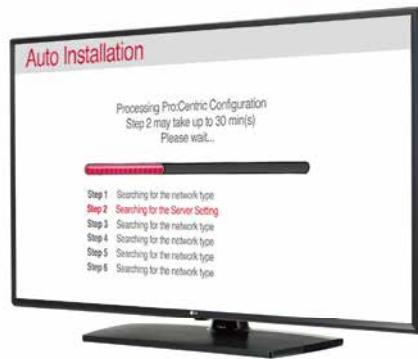 Auto Installation
Processing Pro:Centric Configuration
Step 2 may take up to 30 min(s)
Please wait...
Step 1 Searching for the network type
Step 2 Searching for the Server Setting
Step 3 Searching for the network type
Step 4 Searching for the network type
Step 5 Searching for the network type
Step 6 Searching for the network type
LG